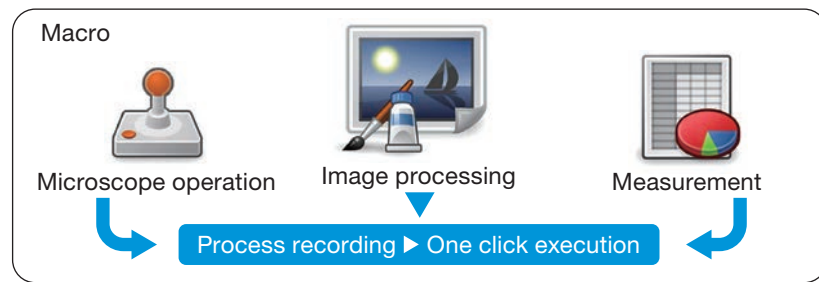 Macro
Microscope operation
Image processing
Measurement
Process recording ▶ One click execution